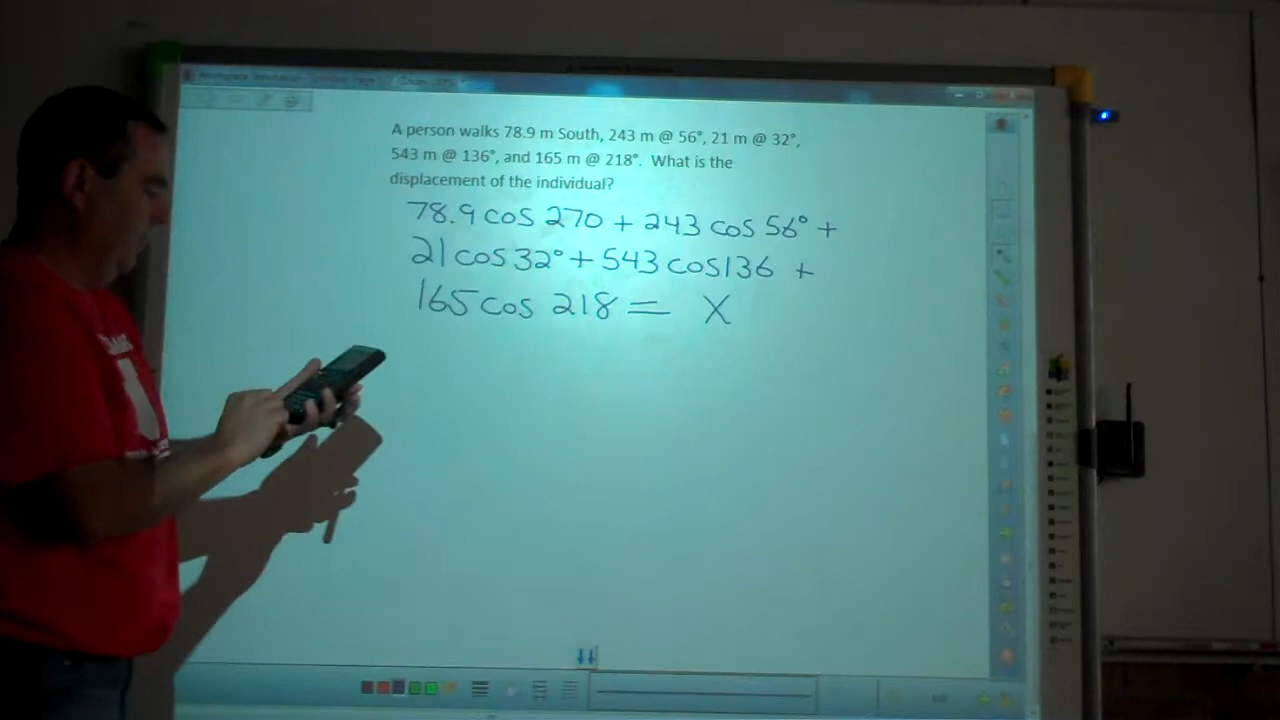 A person walks 78.9 m South, 243 m @ 56°, 21 m @ 32°,
543 m @ 136°, and 165 m @ 218°. What is the
displacement of the individual?
78.9 cos 270 + 243 cos 56° +
21 cos 32° + 543 cos 136 +
165 cos 218 = X